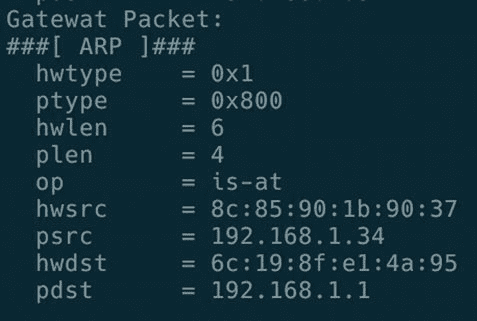 Gatewat Packet:
###[ ARP ]###
hwtype = 0x1
ptype = 0x800
hwlen = 6
plen = 4
op = is-at
hwsrc = 8c:85:90:1b:90:37
psrc = 192.168.1.34
hwdst = 6c:19:8f:e1:4a:95
pdst = 192.168.1.1